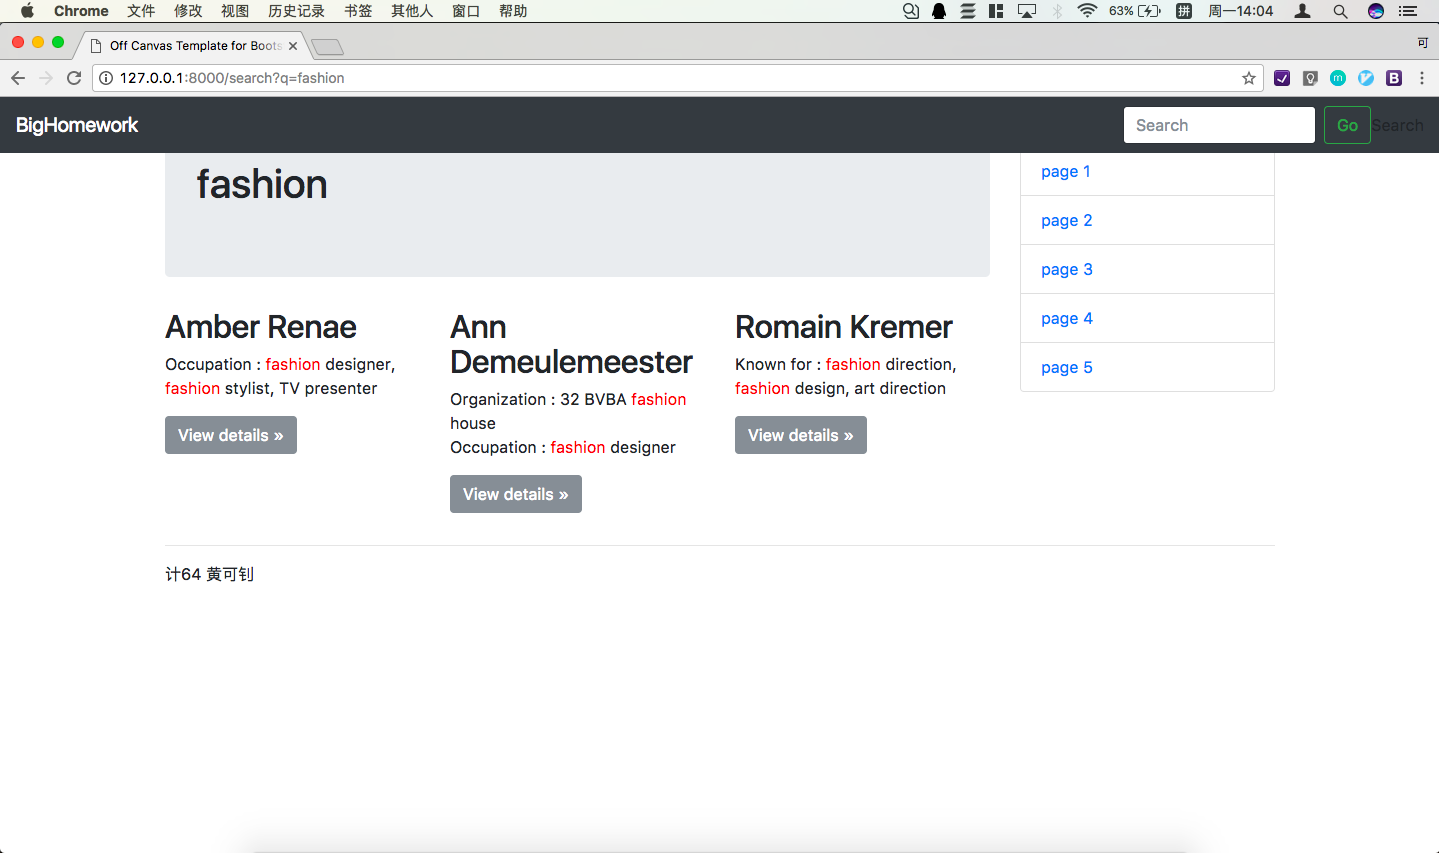 Chrome 文件 修改 视图 历史记录 书签 其他人 窗口 帮助 63% 拼 周一14:04
Off Canvas Template for Boots 可
127.0.0.1:8000/search?q=fashion
BigHomework Search Go Search
fashion
page 1
page 2
page 3
page 4
page 5
Amber Renae
Occupation : fashion designer,
fashion stylist, TV presenter
View details »
Ann
Demeulemeester
Organization : 32 BVBA fashion
house
Occupation : fashion designer
View details »
Romain Kremer
Known for : fashion direction,
fashion design, art direction
View details »
计64 黄可钊